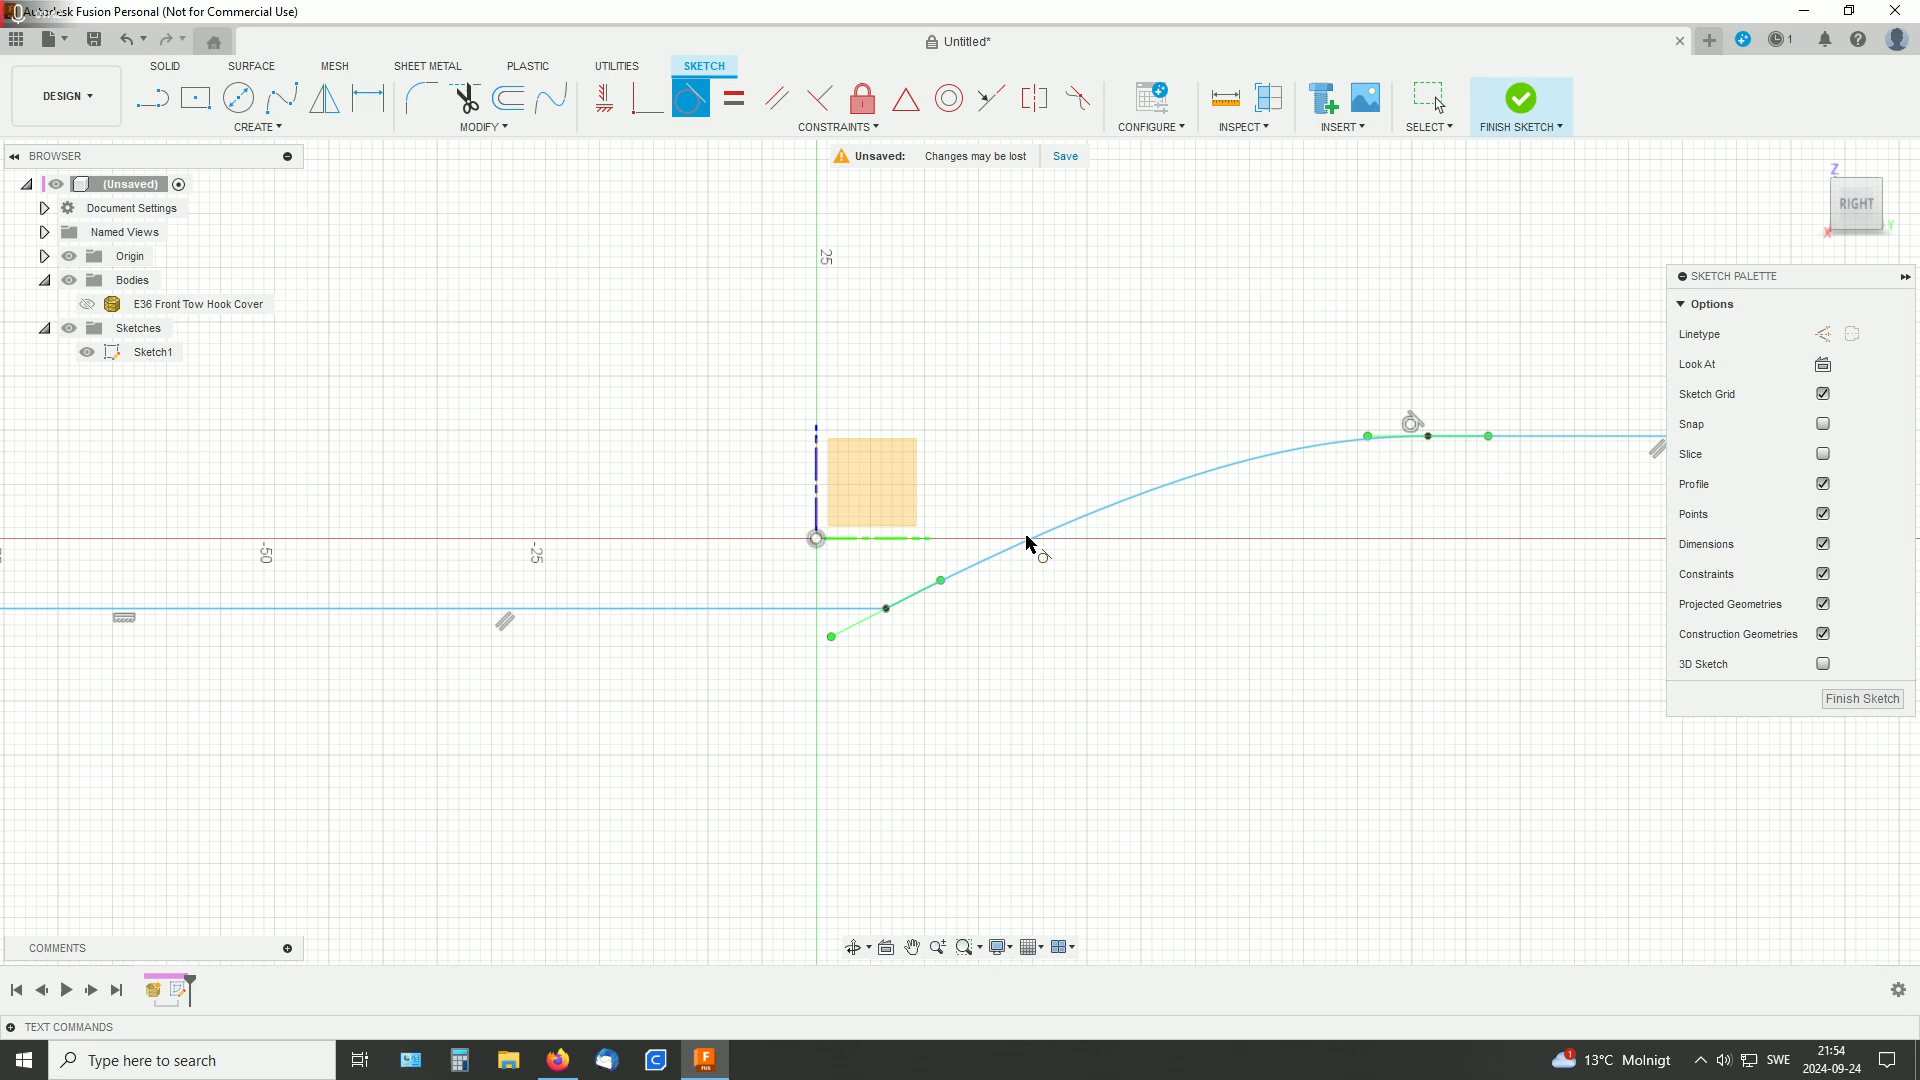 Autodesk Fusion Personal (Not for Commercial Use)
Untitled*
1
DESIGN
SOLID
SURFACE
MESH
SHEET METAL
PLASTIC
UTILITIES
SKETCH
CREATE
MODIFY
CONSTRAINTS
CONFIGURE
INSPECT
INSERT
SELECT
FINISH SKETCH
BROWSER
Unsaved: Changes may be lost
Save
(Unsaved)
Document Settings
Named Views
Origin
Bodies
E36 Front Tow Hook Cover
Sketches
Sketch1
25
-50
-25
Z
RIGHT
Y
X
SKETCH PALETTE
Options
Linetype
Look At
Sketch Grid
Snap
Slice
Profile
Points
Dimensions
Constraints
Projected Geometries
Construction Geometries
3D Sketch
Finish Sketch
COMMENTS
TEXT COMMANDS
Type here to search
1
13°C Molnigt
SWE
21:54
2024-09-24